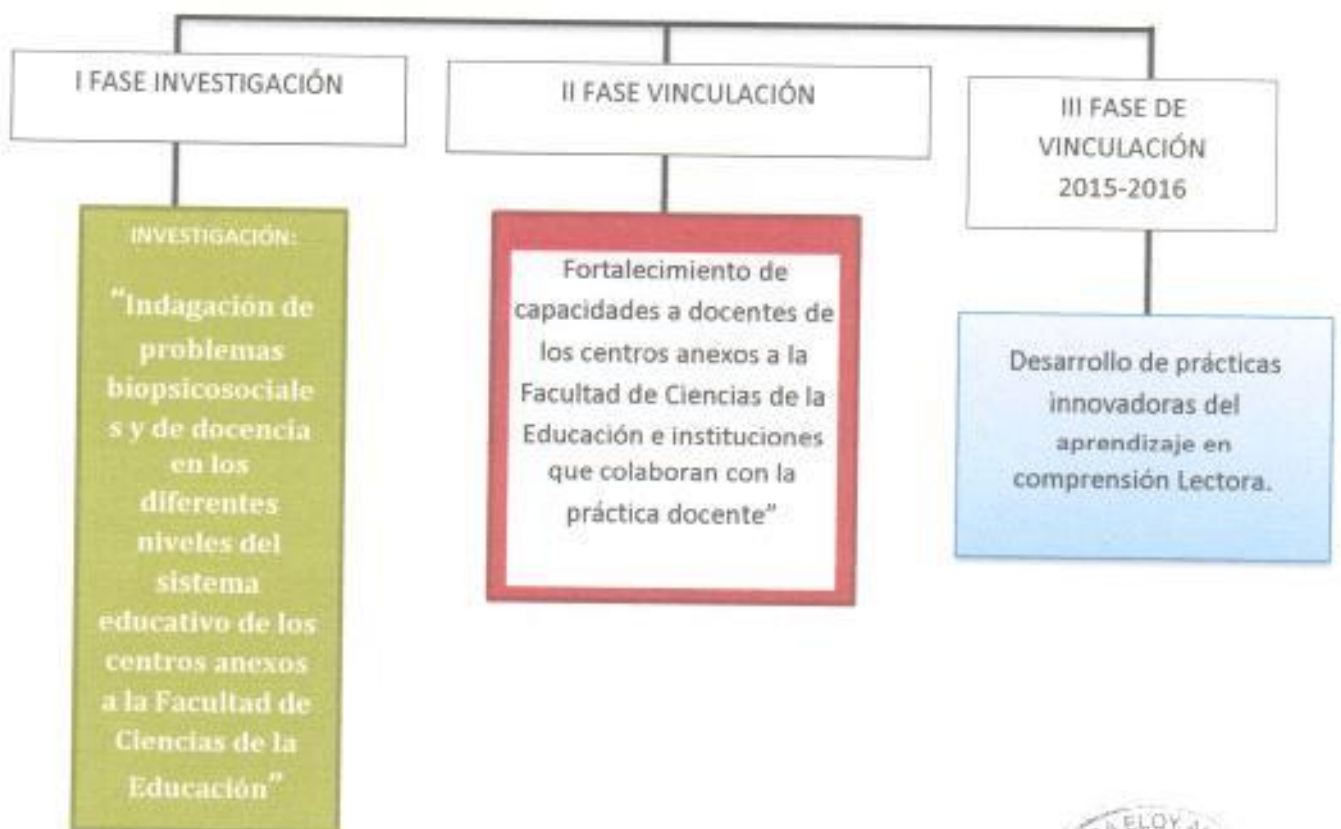 I FASE INVESTIGACIÓN
INVESTIGACIÓN:
"Indagación de
problemas
biopsicosociale
s y de docencia
en los
diferentes
niveles del
sistema
educativo de los
centros anexos
a la Facultad de
Ciencias de la
Educación"
II FASE VINCULACIÓN
Fortalecimiento de
capacidades a docentes de
los centros anexos a la
Facultad de Ciencias de la
Educación e instituciones
que colaboran con la
práctica docente"
III FASE DE
VINCULACIÓN
2015-2016
Desarrollo de prácticas
innovadoras del
aprendizaje en
comprensión Lectora.
ELOY